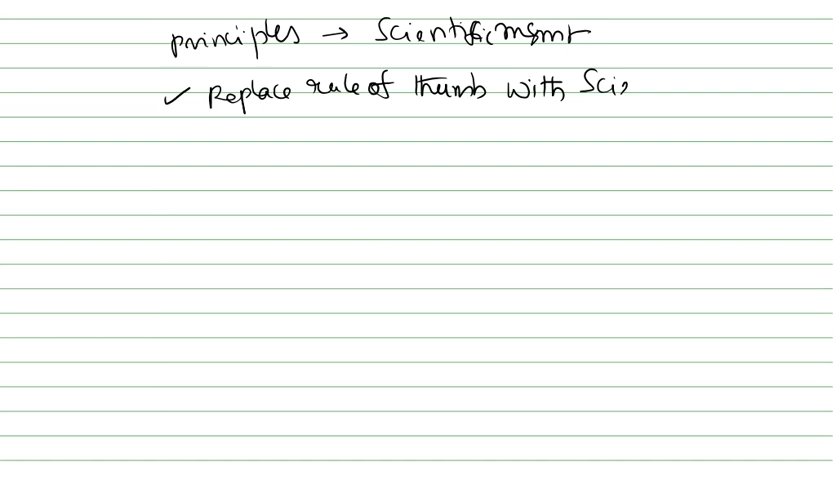 principles → Scientific mgmt
✓ Replace rule of thumb with Sci,